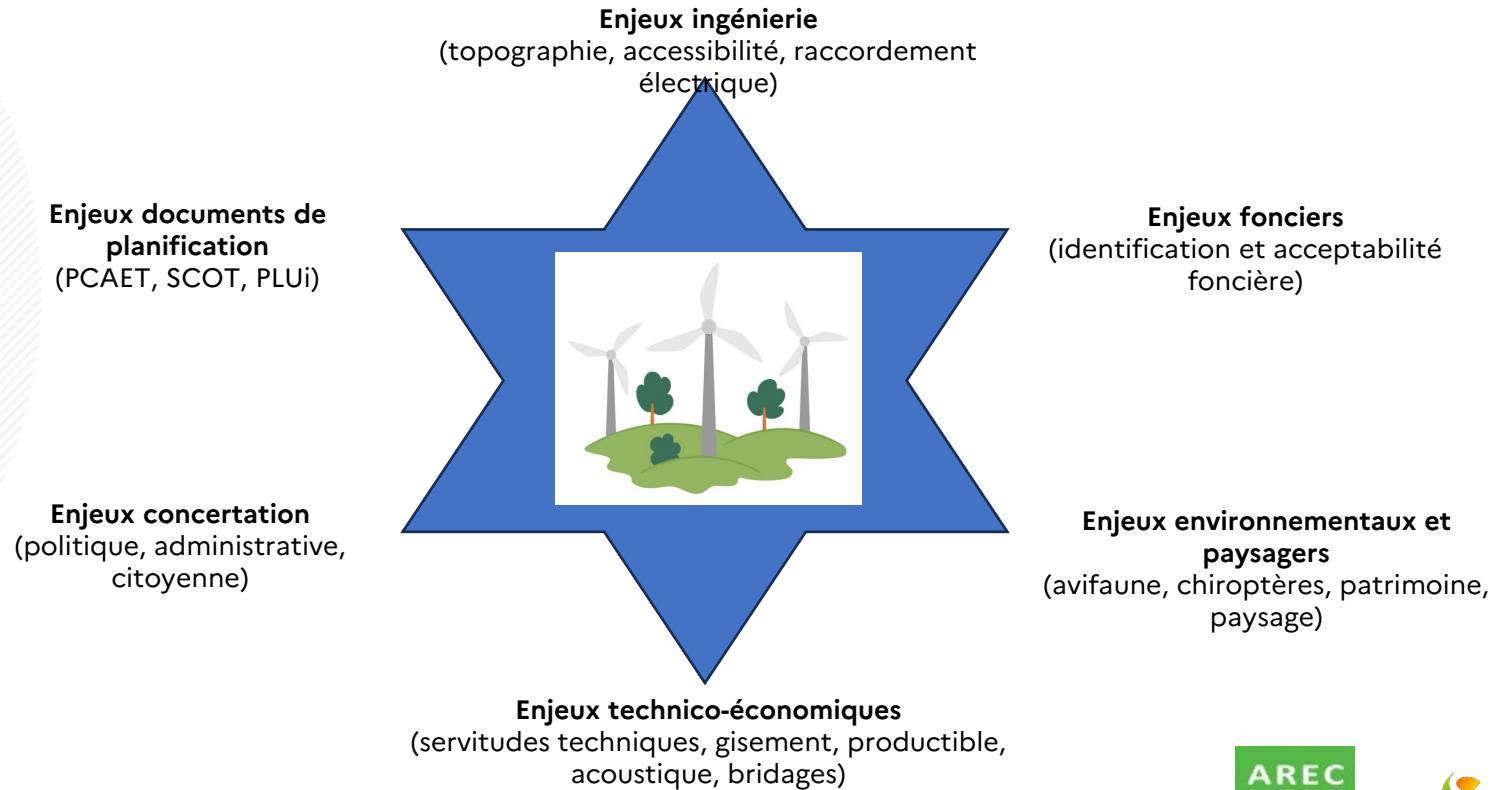 Enjeux ingénierie
(topographie, accessibilité, raccordement
électrique)
Enjeux documents de
planification
(PCAET, SCOT, PLUi)
Enjeux fonciers
(identification et acceptabilité
foncière)
Enjeux concertation
(politique, administrative,
citoyenne)
Enjeux environnementaux et
paysagers
(avifaune, chiroptères, patrimoine,
paysage)
Enjeux technico-économiques
(servitudes techniques, gisement, productible,
acoustique, bridages)
AREC